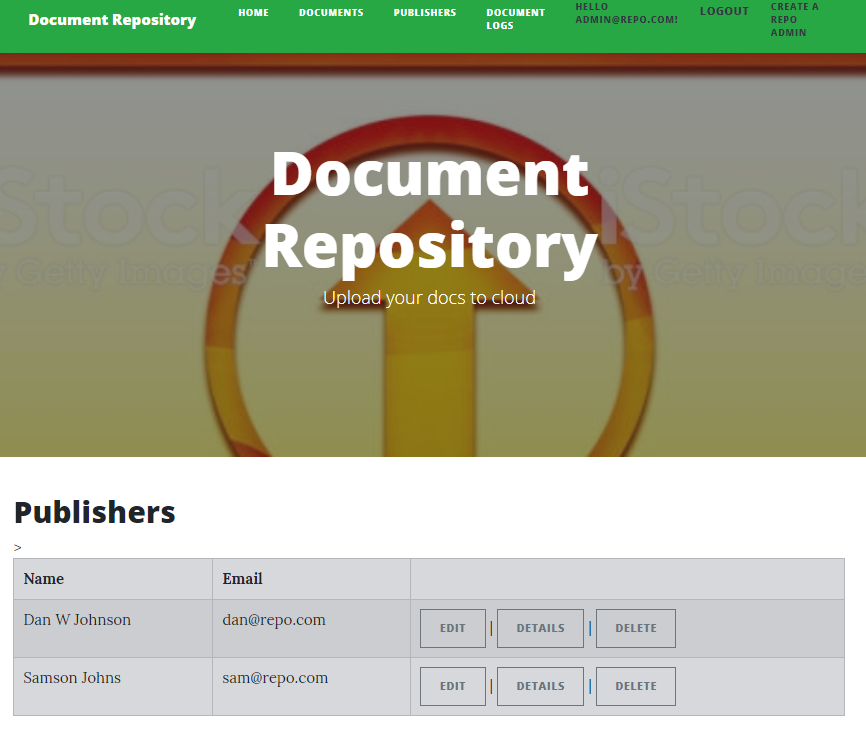 Document Repository
HOME
DOCUMENTS
PUBLISHERS
DOCUMENT
LOGS
HELLO
ADMIN@REPO.COM!
LOGOUT
CREATE A
REPO
ADMIN
iStock
by Getty Images
iStock
by Getty Images
Document
Repository
Upload your docs to cloud
Publishers
>
Name Email
Dan W Johnson dan@repo.com EDIT | DETAILS | DELETE
Samson Johns sam@repo.com EDIT | DETAILS | DELETE